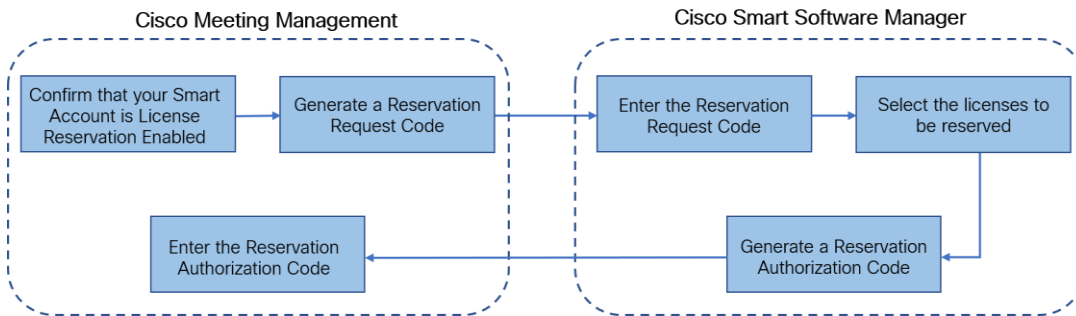 Cisco Meeting Management
Cisco Smart Software Manager
Confirm that your Smart
Account is License
Reservation Enabled
Generate a Reservation
Request Code
Enter the Reservation
Request Code
Select the licenses to
be reserved
Enter the Reservation
Authorization Code
Generate a Reservation
Authorization Code